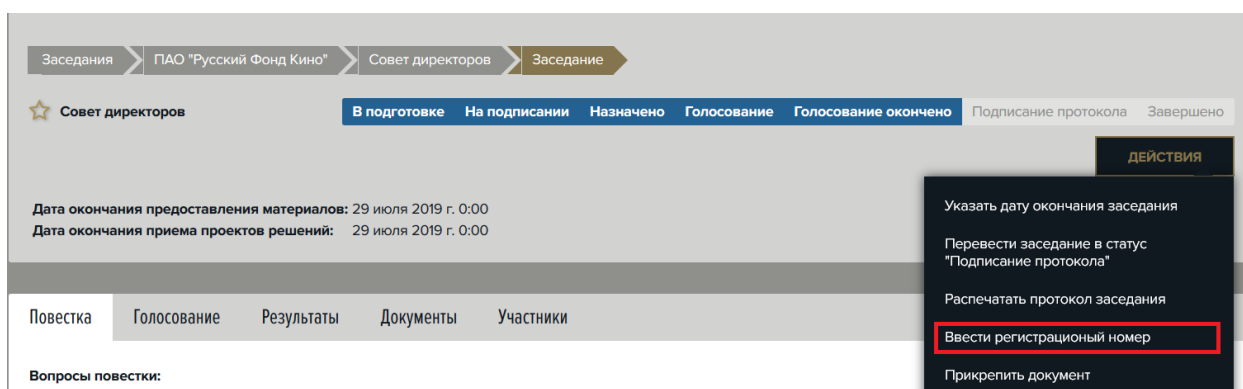 Заседания ПАО "Русский Фонд Кино" Совет директоров Заседание
Совет директоров В подготовке На подписании Назначено Голосование Голосование окончено Подписание протокола Завершено
ДЕЙСТВИЯ
Дата окончания предоставления материалов: 29 июля 2019 г. 0:00
Дата окончания приема проектов решений: 29 июля 2019 г. 0:00
Указать дату окончания заседания
Перевести заседание в статус
"Подписание протокола"
Распечатать протокол заседания
Ввести регистрационый номер
Прикрепить документ
Повестка Голосование Результаты Документы Участники
Вопросы повестки: